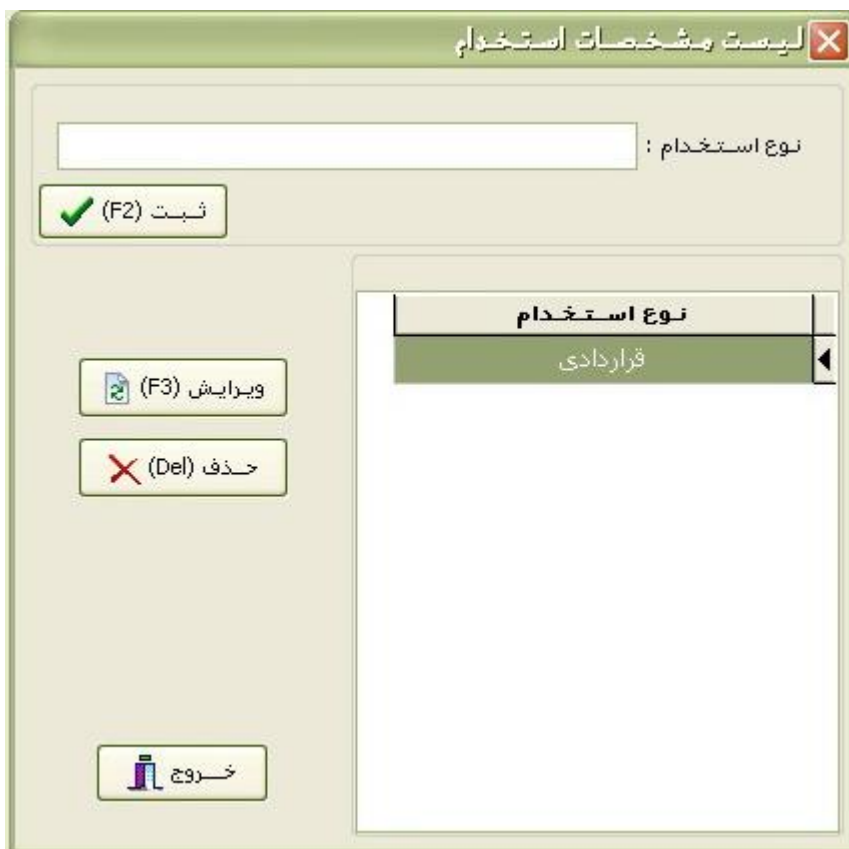 لیست مشخصات استخدام
نوع استخدام :
ثبت (F2)
نوع استخدام
قراردادی
ویرایش (F3)
حذف (Del)
خروج